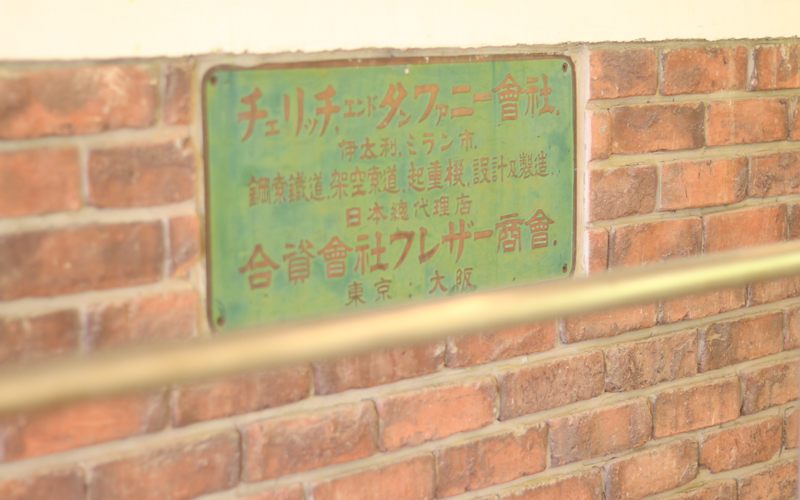 チェリッチ,エンドタンファニー會社.
伊太利,ミラン市.
鋼索鐵道,架空索道,起重機,設計及製造.
日本總代理店
合資會社フレザー商會.
東京:大阪